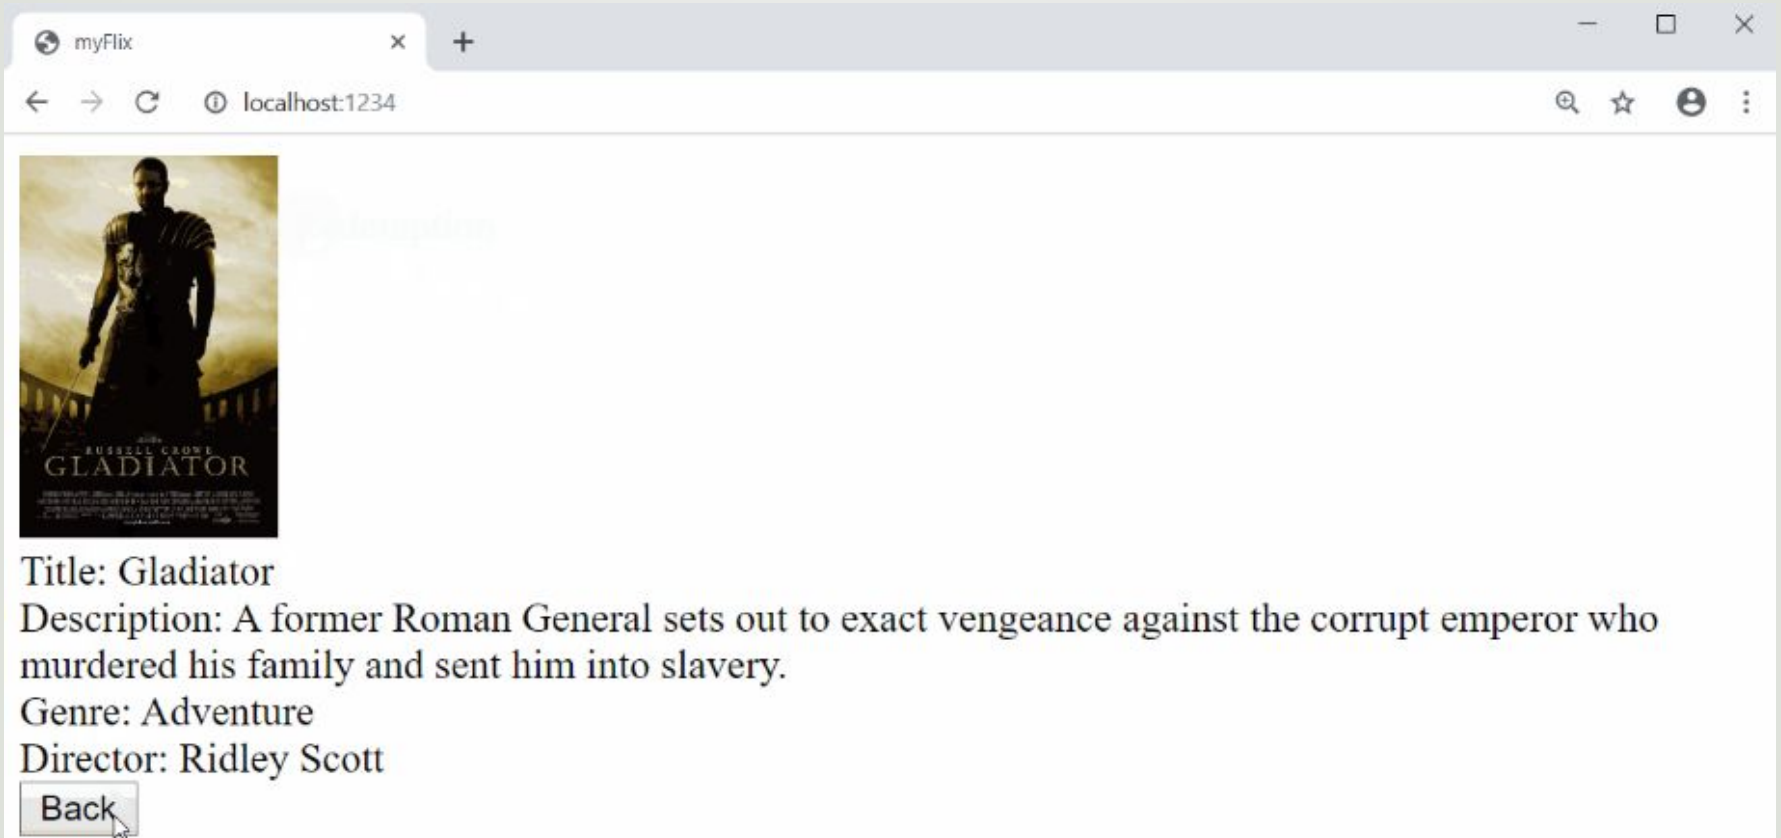 myFlix
localhost:1234
RUSSELL CROWE
GLADIATOR
Title: Gladiator
Description: A former Roman General sets out to exact vengeance against the corrupt emperor who
murdered his family and sent him into slavery.
Genre: Adventure
Director: Ridley Scott
Back